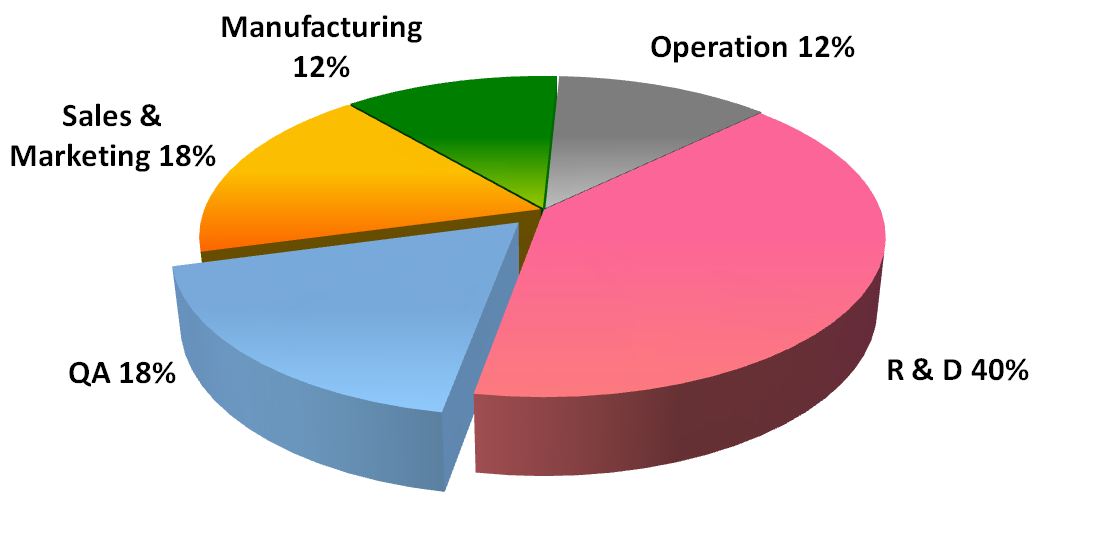 Manufacturing
12%
Operation 12%
Sales &
Marketing 18%
QA 18%
R & D 40%